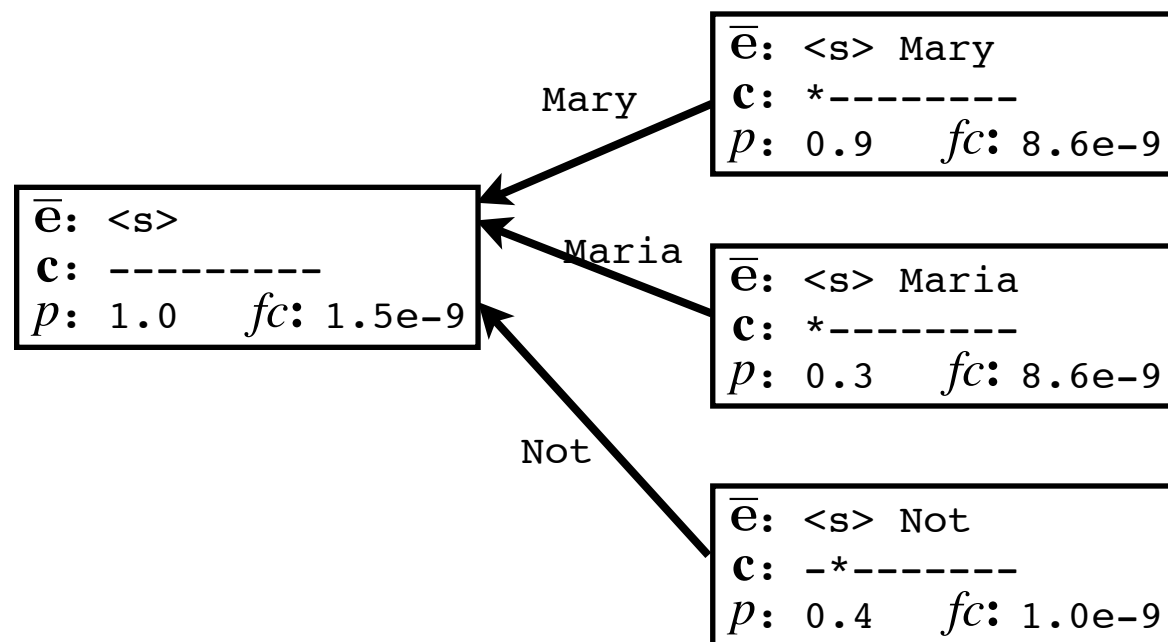 e̅: <s> Mary
c: *--------
p: 0.9 fc: 8.6e-9
Mary
e̅: <s>
c: ---------
p: 1.0 fc: 1.5e-9
Maria
e̅: <s> Maria
c: *--------
p: 0.3 fc: 8.6e-9
Not
e̅: <s> Not
c: -*-------
p: 0.4 fc: 1.0e-9